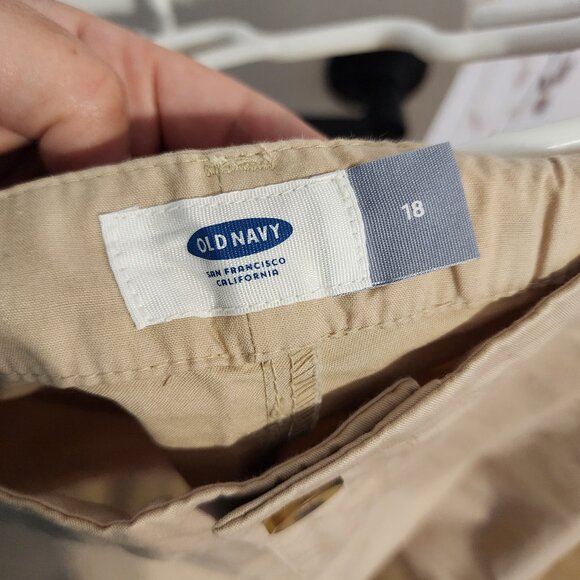 OLD NAVY
SAN FRANCISCO
CALIFORNIA
18